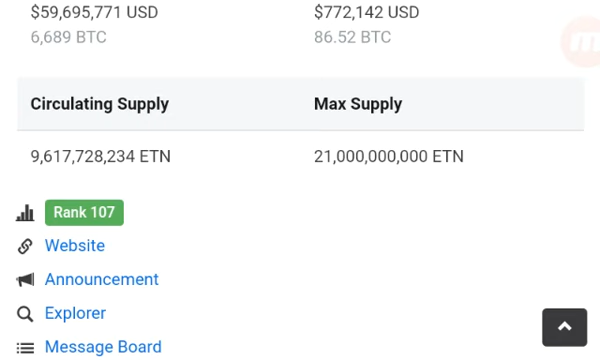 $59,695,771 USD $772,142 USD
6,689 BTC 86.52 BTC
Circulating Supply Max Supply
9,617,728,234 ETN 21,000,000,000 ETN
Rank 107
Website
Announcement
Explorer
Message Board